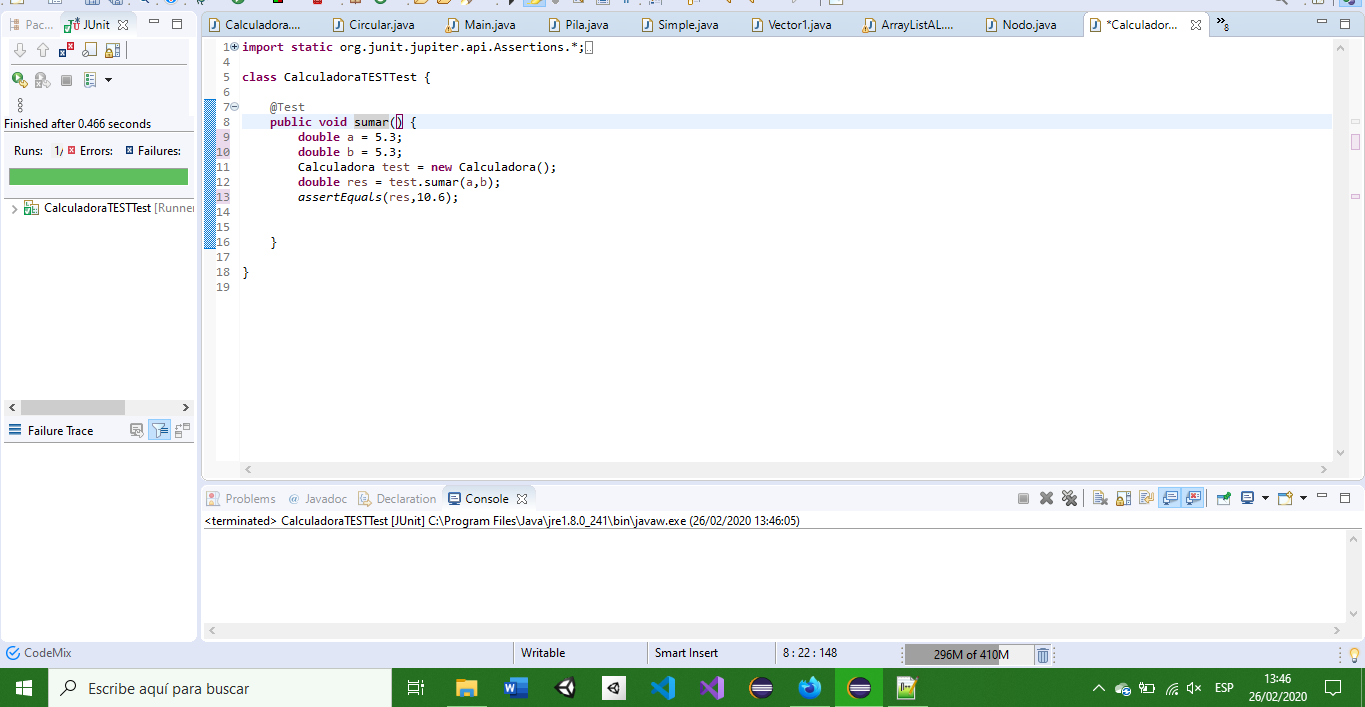 Pac...
JUnit
Calculadora....
Circular.java
Main.java
Pila.java
Simple.java
Vector1.java
ArrayListAL....
Nodo.java
*Calculador...
»8
Finished after 0.466 seconds
Runs: 1/ Errors: Failures:
CalculadoraTESTTest [Runner
Failure Trace
1 import static org.junit.jupiter.api.Assertions.*;
4
5 class CalculadoraTESTTest {
6
7 @Test
8 public void sumar() {
9 double a = 5.3;
10 double b = 5.3;
11 Calculadora test = new Calculadora();
12 double res = test.sumar(a,b);
13 assertEquals(res,10.6);
14
15
16 }
17
18 }
19
Problems @ Javadoc Declaration Console
<terminated> CalculadoraTESTTest [JUnit] C:\Program Files\Java\jre1.8.0_241\bin\javaw.exe (26/02/2020 13:46:05)
CodeMix
Writable
Smart Insert
8 : 22 : 148
296M of 410M
Escribe aquí para buscar
ESP
13:46
26/02/2020